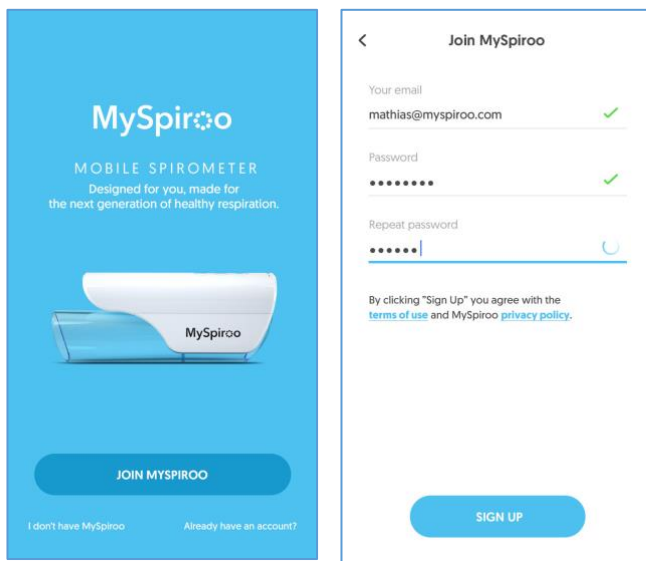 MySpiroo
MOBILE SPIROMETER
Designed for you, made for
the next generation of healthy respiration.
MySpiroo
JOIN MYSPIROO
I don't have MySpiroo
Already have an account?
Join MySpiroo
Your email
mathias@myspiroo.com
Password
••••••••
Repeat password
••••••
By clicking "Sign Up" you agree with the
terms of use and MySpiroo privacy policy.
SIGN UP